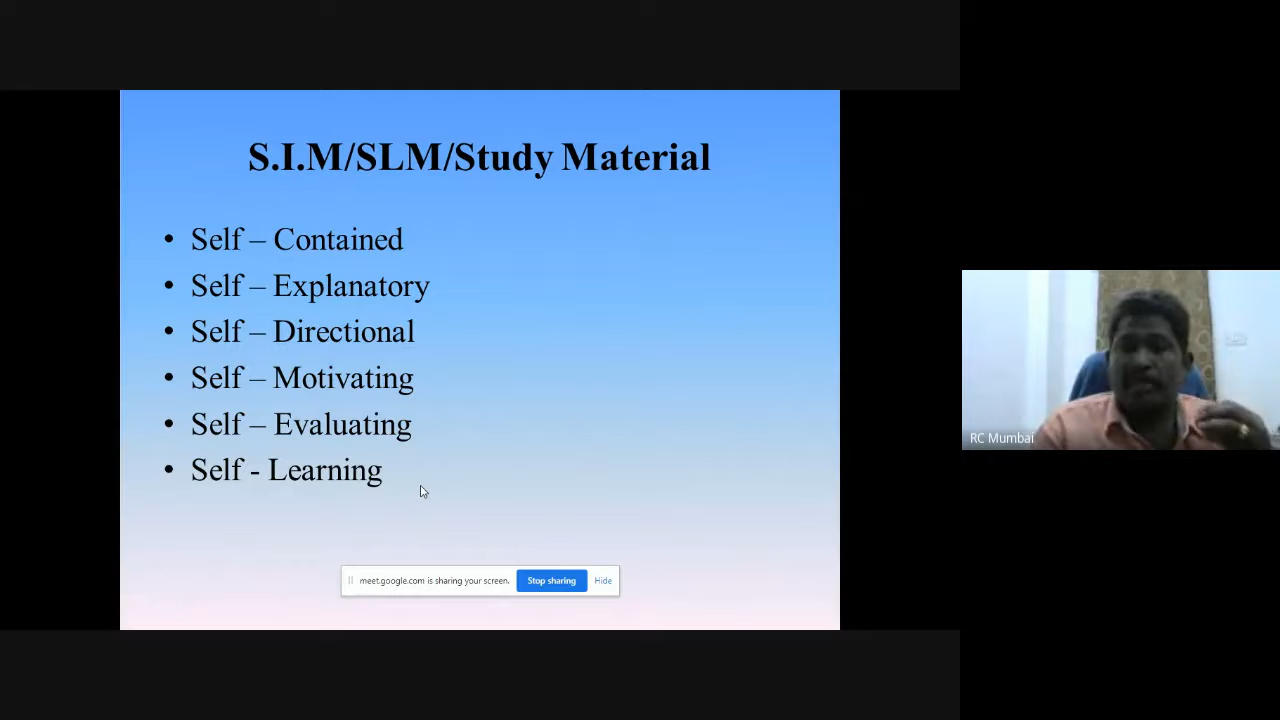 S.I.M/SLM/Study Material
• Self – Contained
• Self – Explanatory
• Self – Directional
• Self – Motivating
• Self – Evaluating
• Self - Learning
meet.google.com is sharing your screen. Stop sharing Hide
RC Mumbai